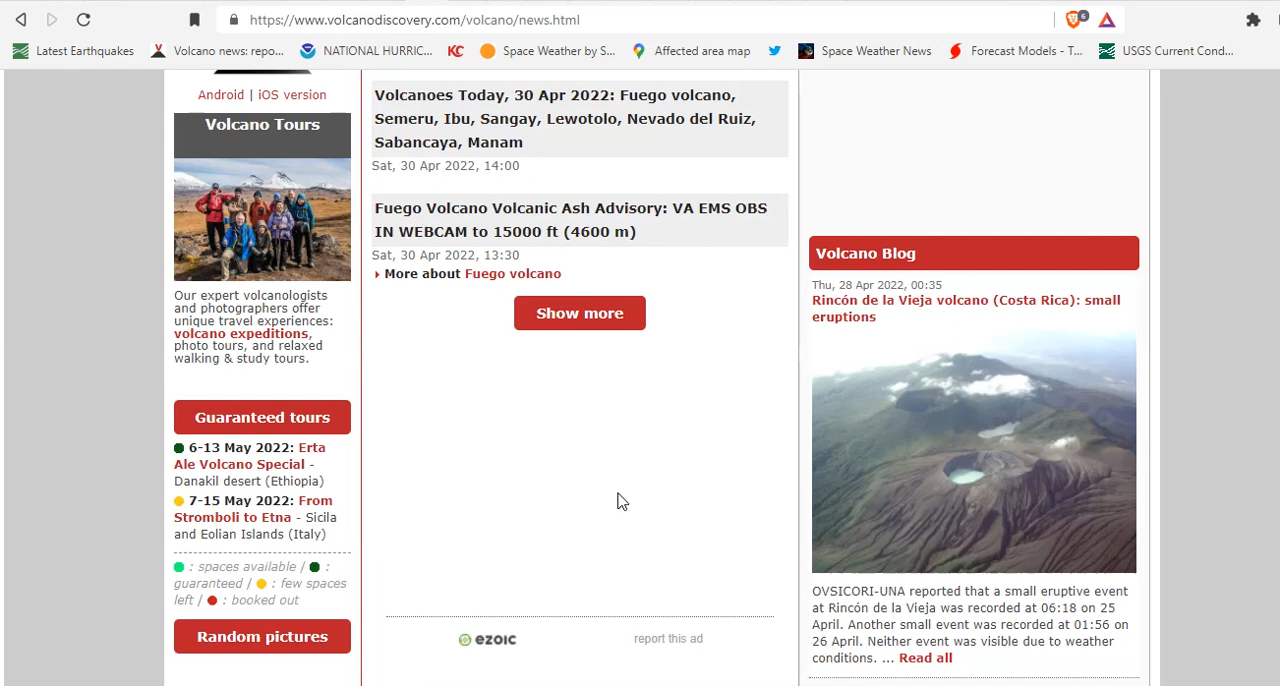 https://www.volcanodiscovery.com/volcano/news.html
6
Latest Earthquakes
Volcano news: repo...
NATIONAL HURRIC...
KC
Space Weather by S...
Affected area map
Space Weather News
Forecast Models - T...
USGS Current Cond...
Android | iOS version
Volcano Tours
Our expert volcanologists
and photographers offer
unique travel experiences:
volcano expeditions,
photo tours, and relaxed
walking & study tours.
Guaranteed tours
6-13 May 2022: Erta
Ale Volcano Special -
Danakil desert (Ethiopia)
7-15 May 2022: From
Stromboli to Etna - Sicila
and Eolian Islands (Italy)
: spaces available / :
guaranteed / : few spaces
left / : booked out
Random pictures
Volcanoes Today, 30 Apr 2022: Fuego volcano,
Semeru, Ibu, Sangay, Lewotolo, Nevado del Ruiz,
Sabancaya, Manam
Sat, 30 Apr 2022, 14:00
Fuego Volcano Volcanic Ash Advisory: VA EMS OBS
IN WEBCAM to 15000 ft (4600 m)
Sat, 30 Apr 2022, 13:30
More about Fuego volcano
Show more
ezoic
report this ad
Volcano Blog
Thu, 28 Apr 2022, 00:35
Rincón de la Vieja volcano (Costa Rica): small
eruptions
OVSICORI-UNA reported that a small eruptive event
at Rincón de la Vieja was recorded at 06:18 on 25
April. Another small event was recorded at 01:56 on
26 April. Neither event was visible due to weather
conditions. ... Read all